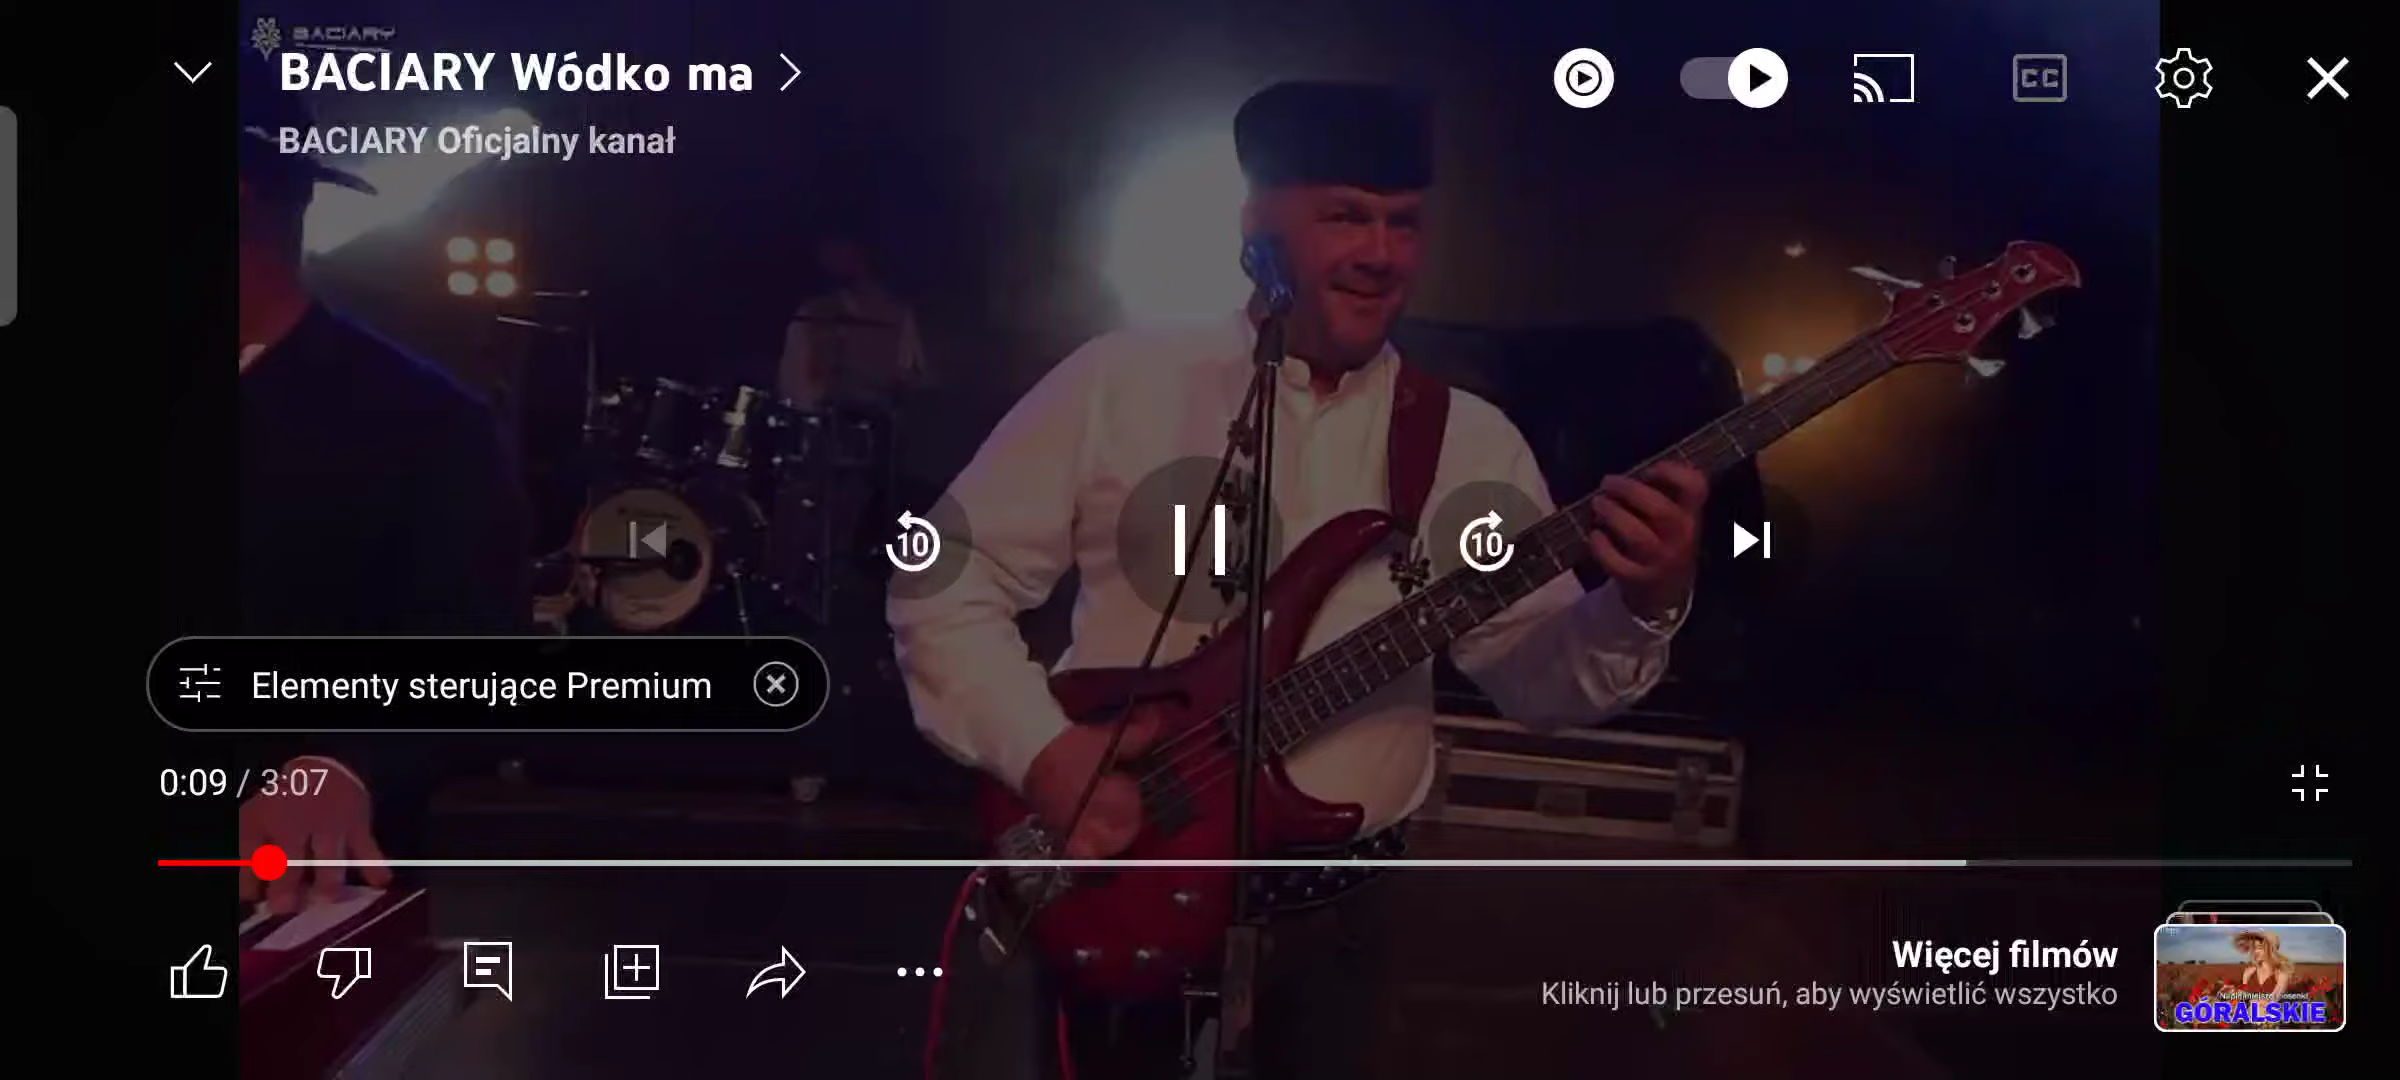 BACIARY
BACIARY Wódko ma
BACIARY Oficjalny kanał
CC
10
10
Elementy sterujące Premium
0:09 / 3:07
Więcej filmów
Kliknij lub przesuń, aby wyświetlić wszystko
GÓRALSKIE